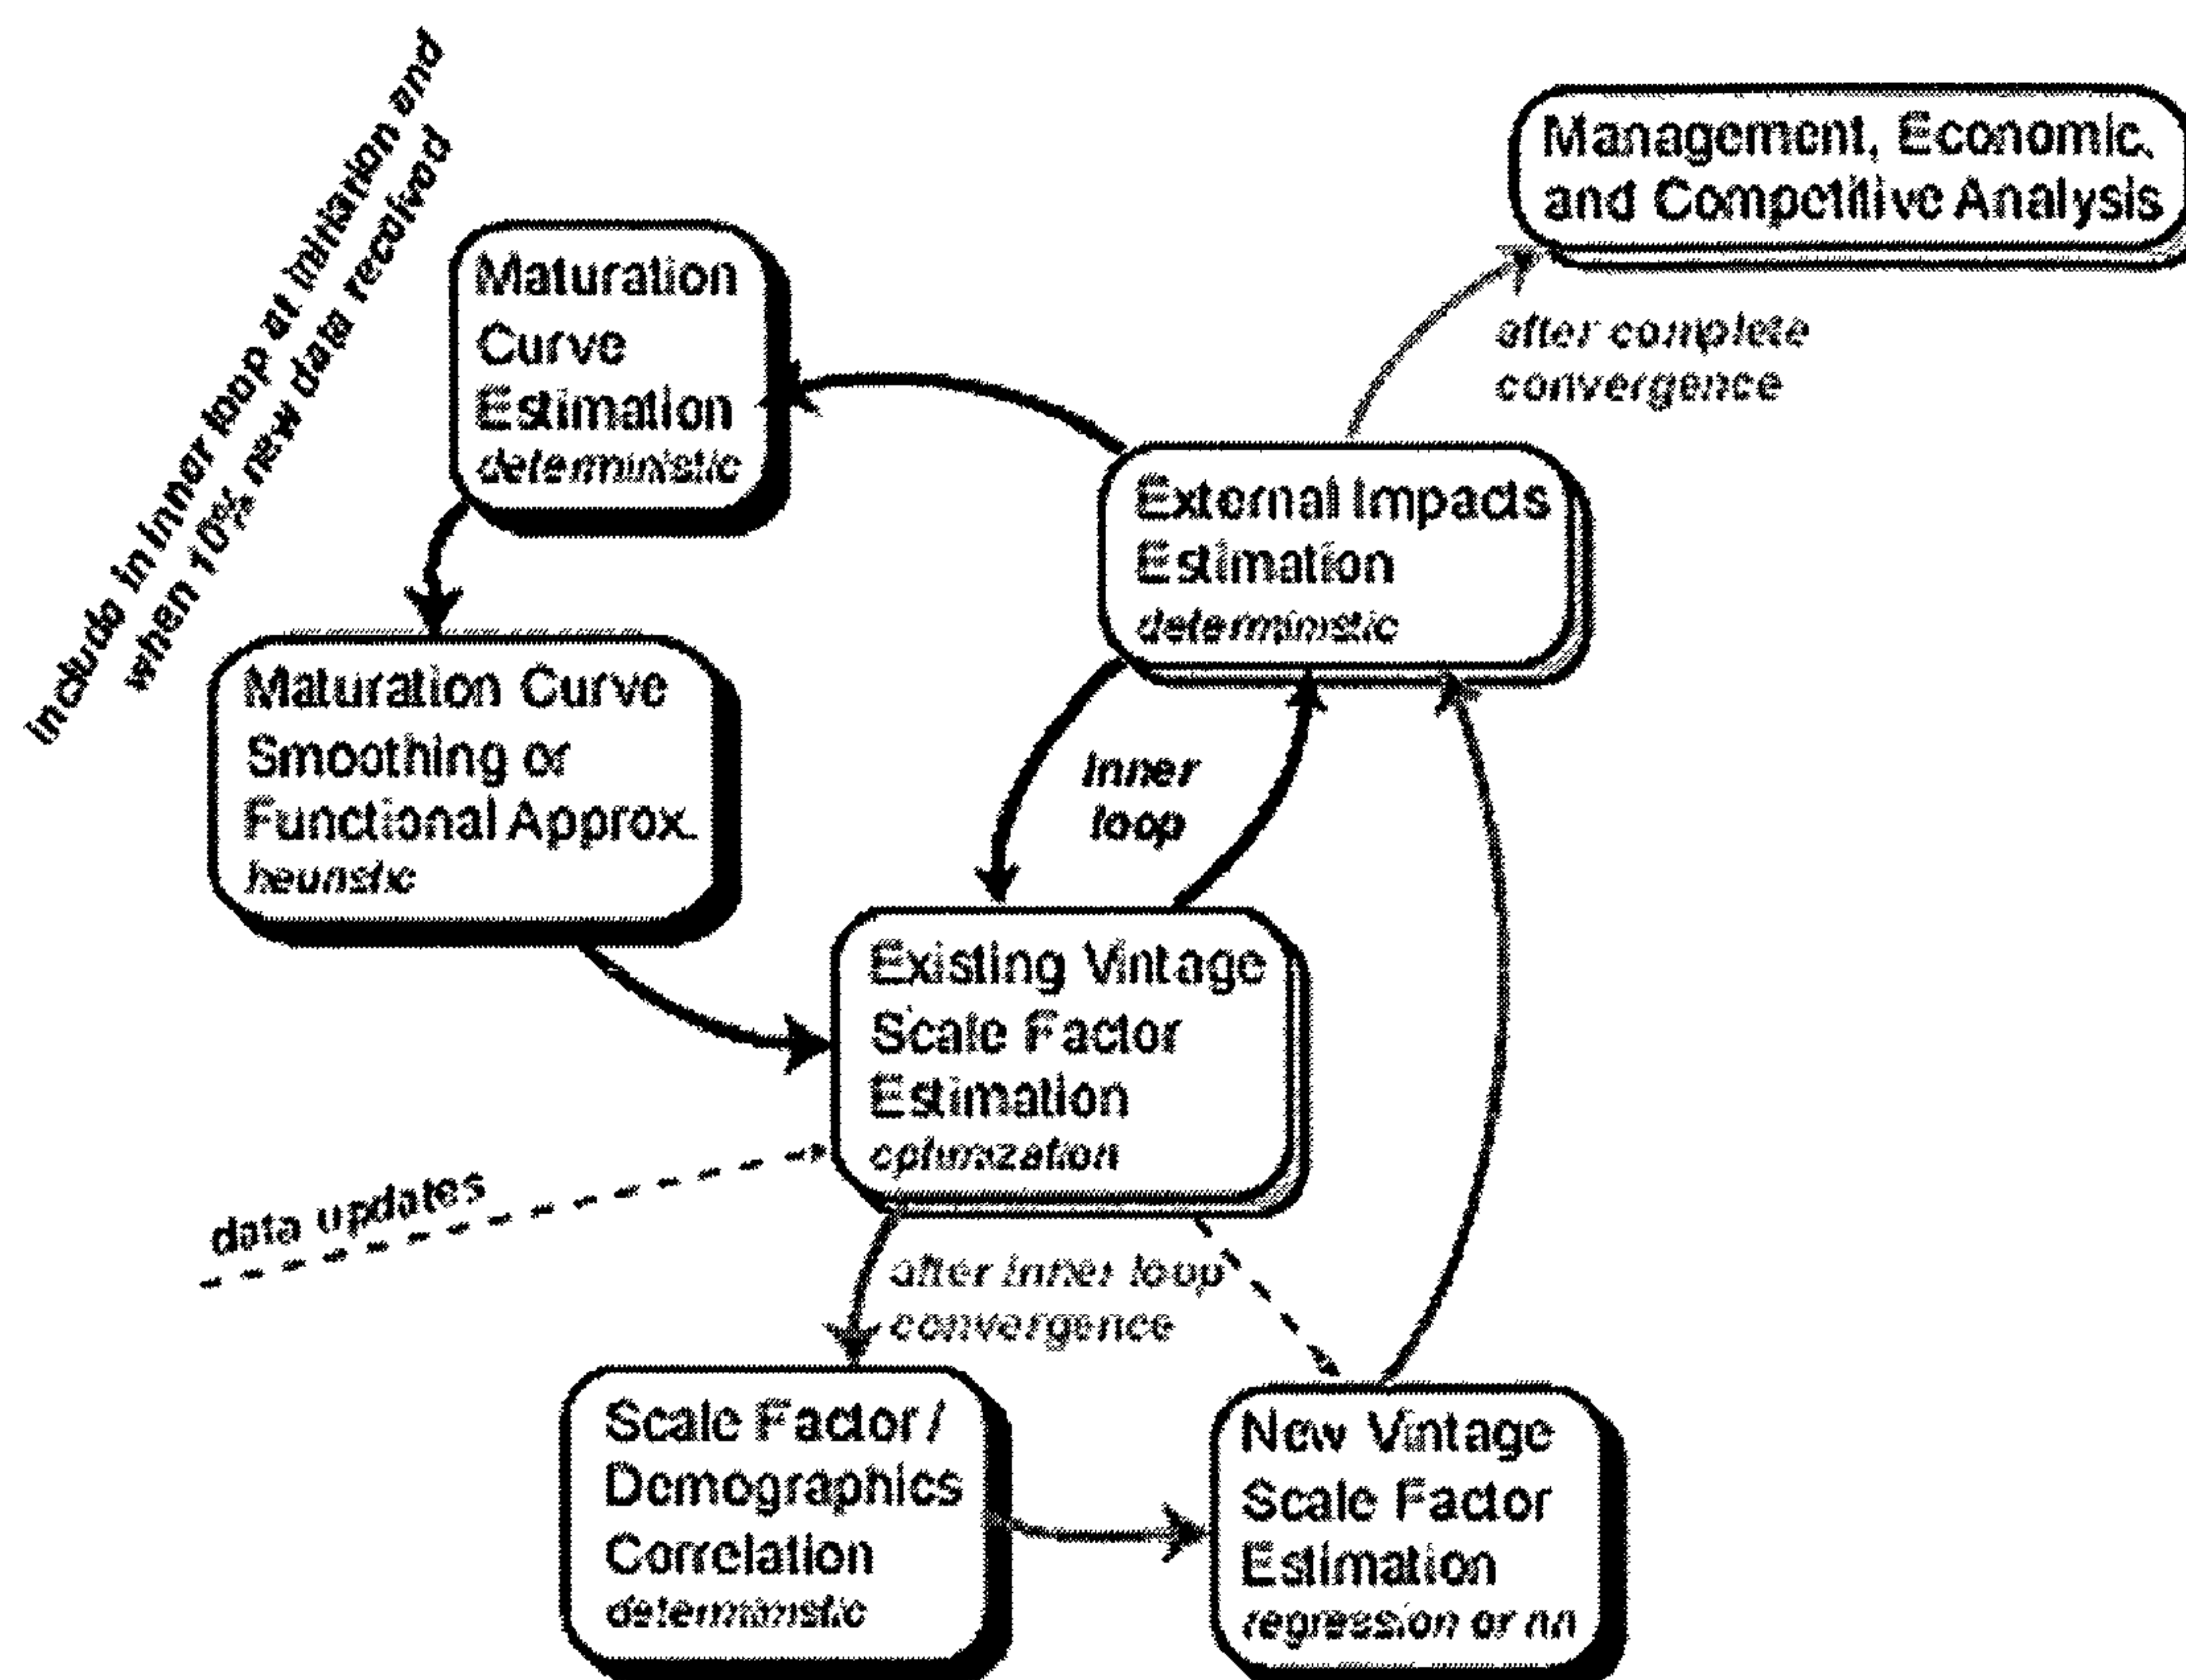 include in inner loop at initiation and
when 10% new data received
Management, Economic,
and Competitive Analysis
Maturation
Curve
Estimation
deterministic
after complete
convergence
External Impacts
Estimation
deterministic
Maturation Curve
Smoothing or
Functional Approx.
heuristic
Inner
loop
Existing Vintage
Scale Factor
Estimation
optimization
data updates
after inner loop
convergence
Scale Factor /
Demographics
Correlation
deterministic
New Vintage
Scale Factor
Estimation
regression or nn